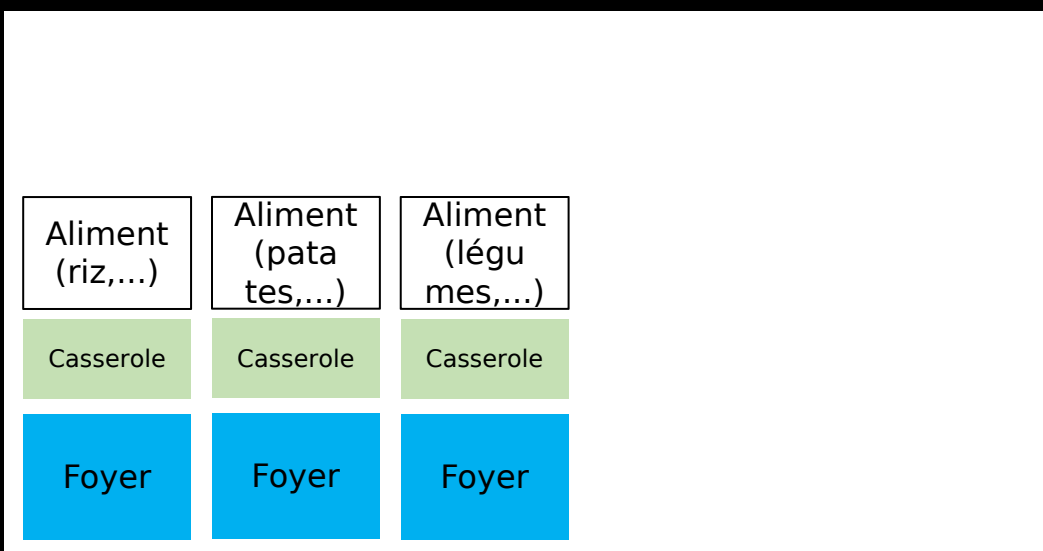 Aliment
(riz,...)
Aliment
(pata
tes,...)
Aliment
(légu
mes,...)
Casserole
Casserole
Casserole
Foyer
Foyer
Foyer